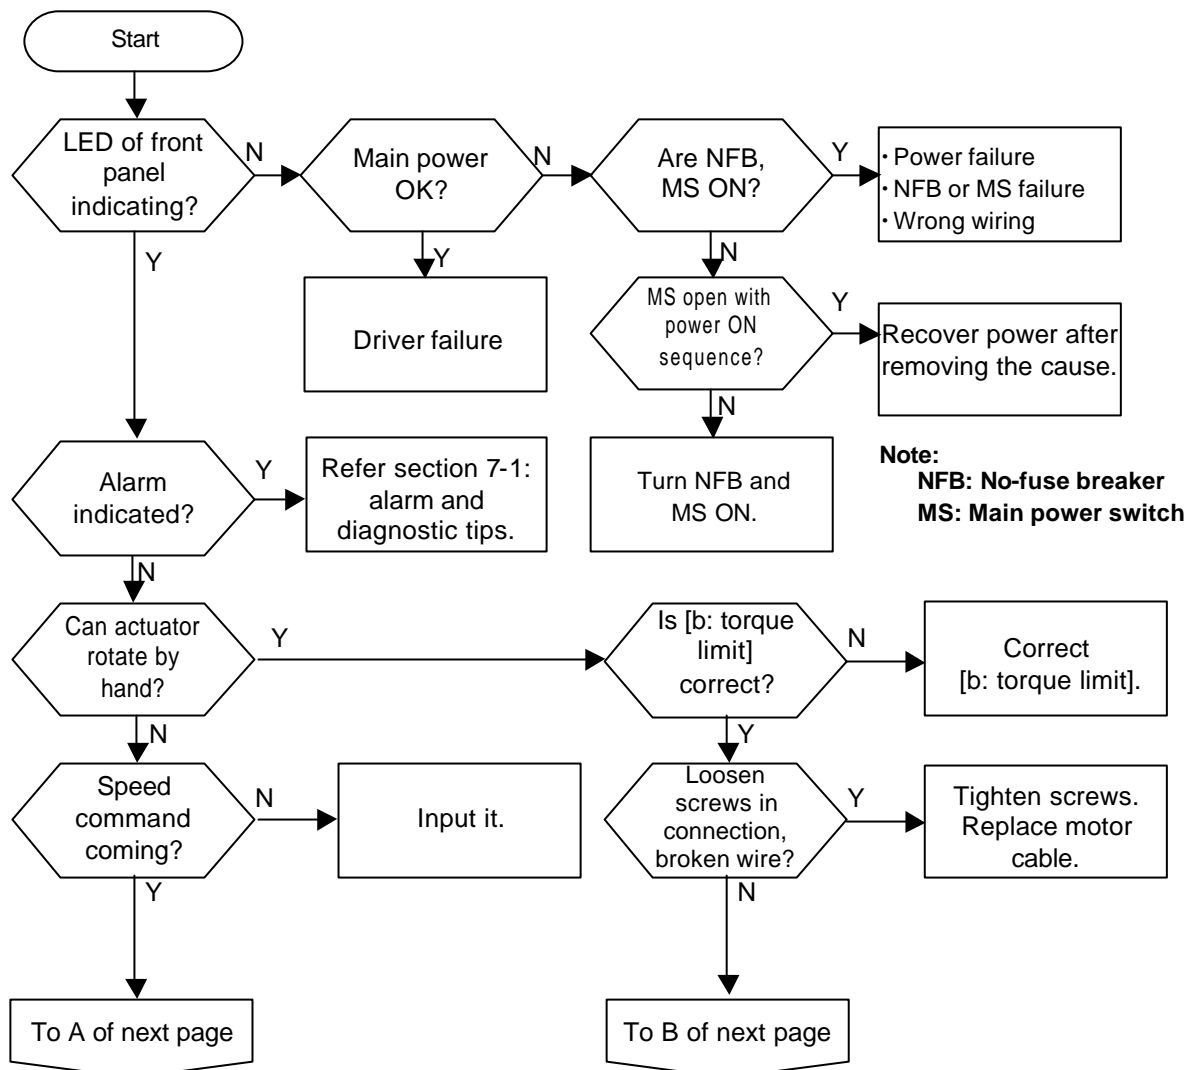 Start
LED of front
panel
indicating?
N
Main power
OK?
N
Are NFB,
MS ON?
Y
· Power failure
· NFB or MS failure
· Wrong wiring
Y
Y
N
Driver failure
MS open with
power ON
sequence?
Y
Recover power after
removing the cause.
N
Alarm
indicated?
Y
Refer section 7-1:
alarm and
diagnostic tips.
Turn NFB and
MS ON.
Note:
NFB: No-fuse breaker
MS: Main power switch
N
Can actuator
rotate by
hand?
Y
Is [b: torque
limit]
correct?
N
Correct
[b: torque limit].
N
Y
Speed
command
coming?
N
Input it.
Loosen
screws in
connection,
broken wire?
Y
Tighten screws.
Replace motor
cable.
Y
N
To A of next page
To B of next page